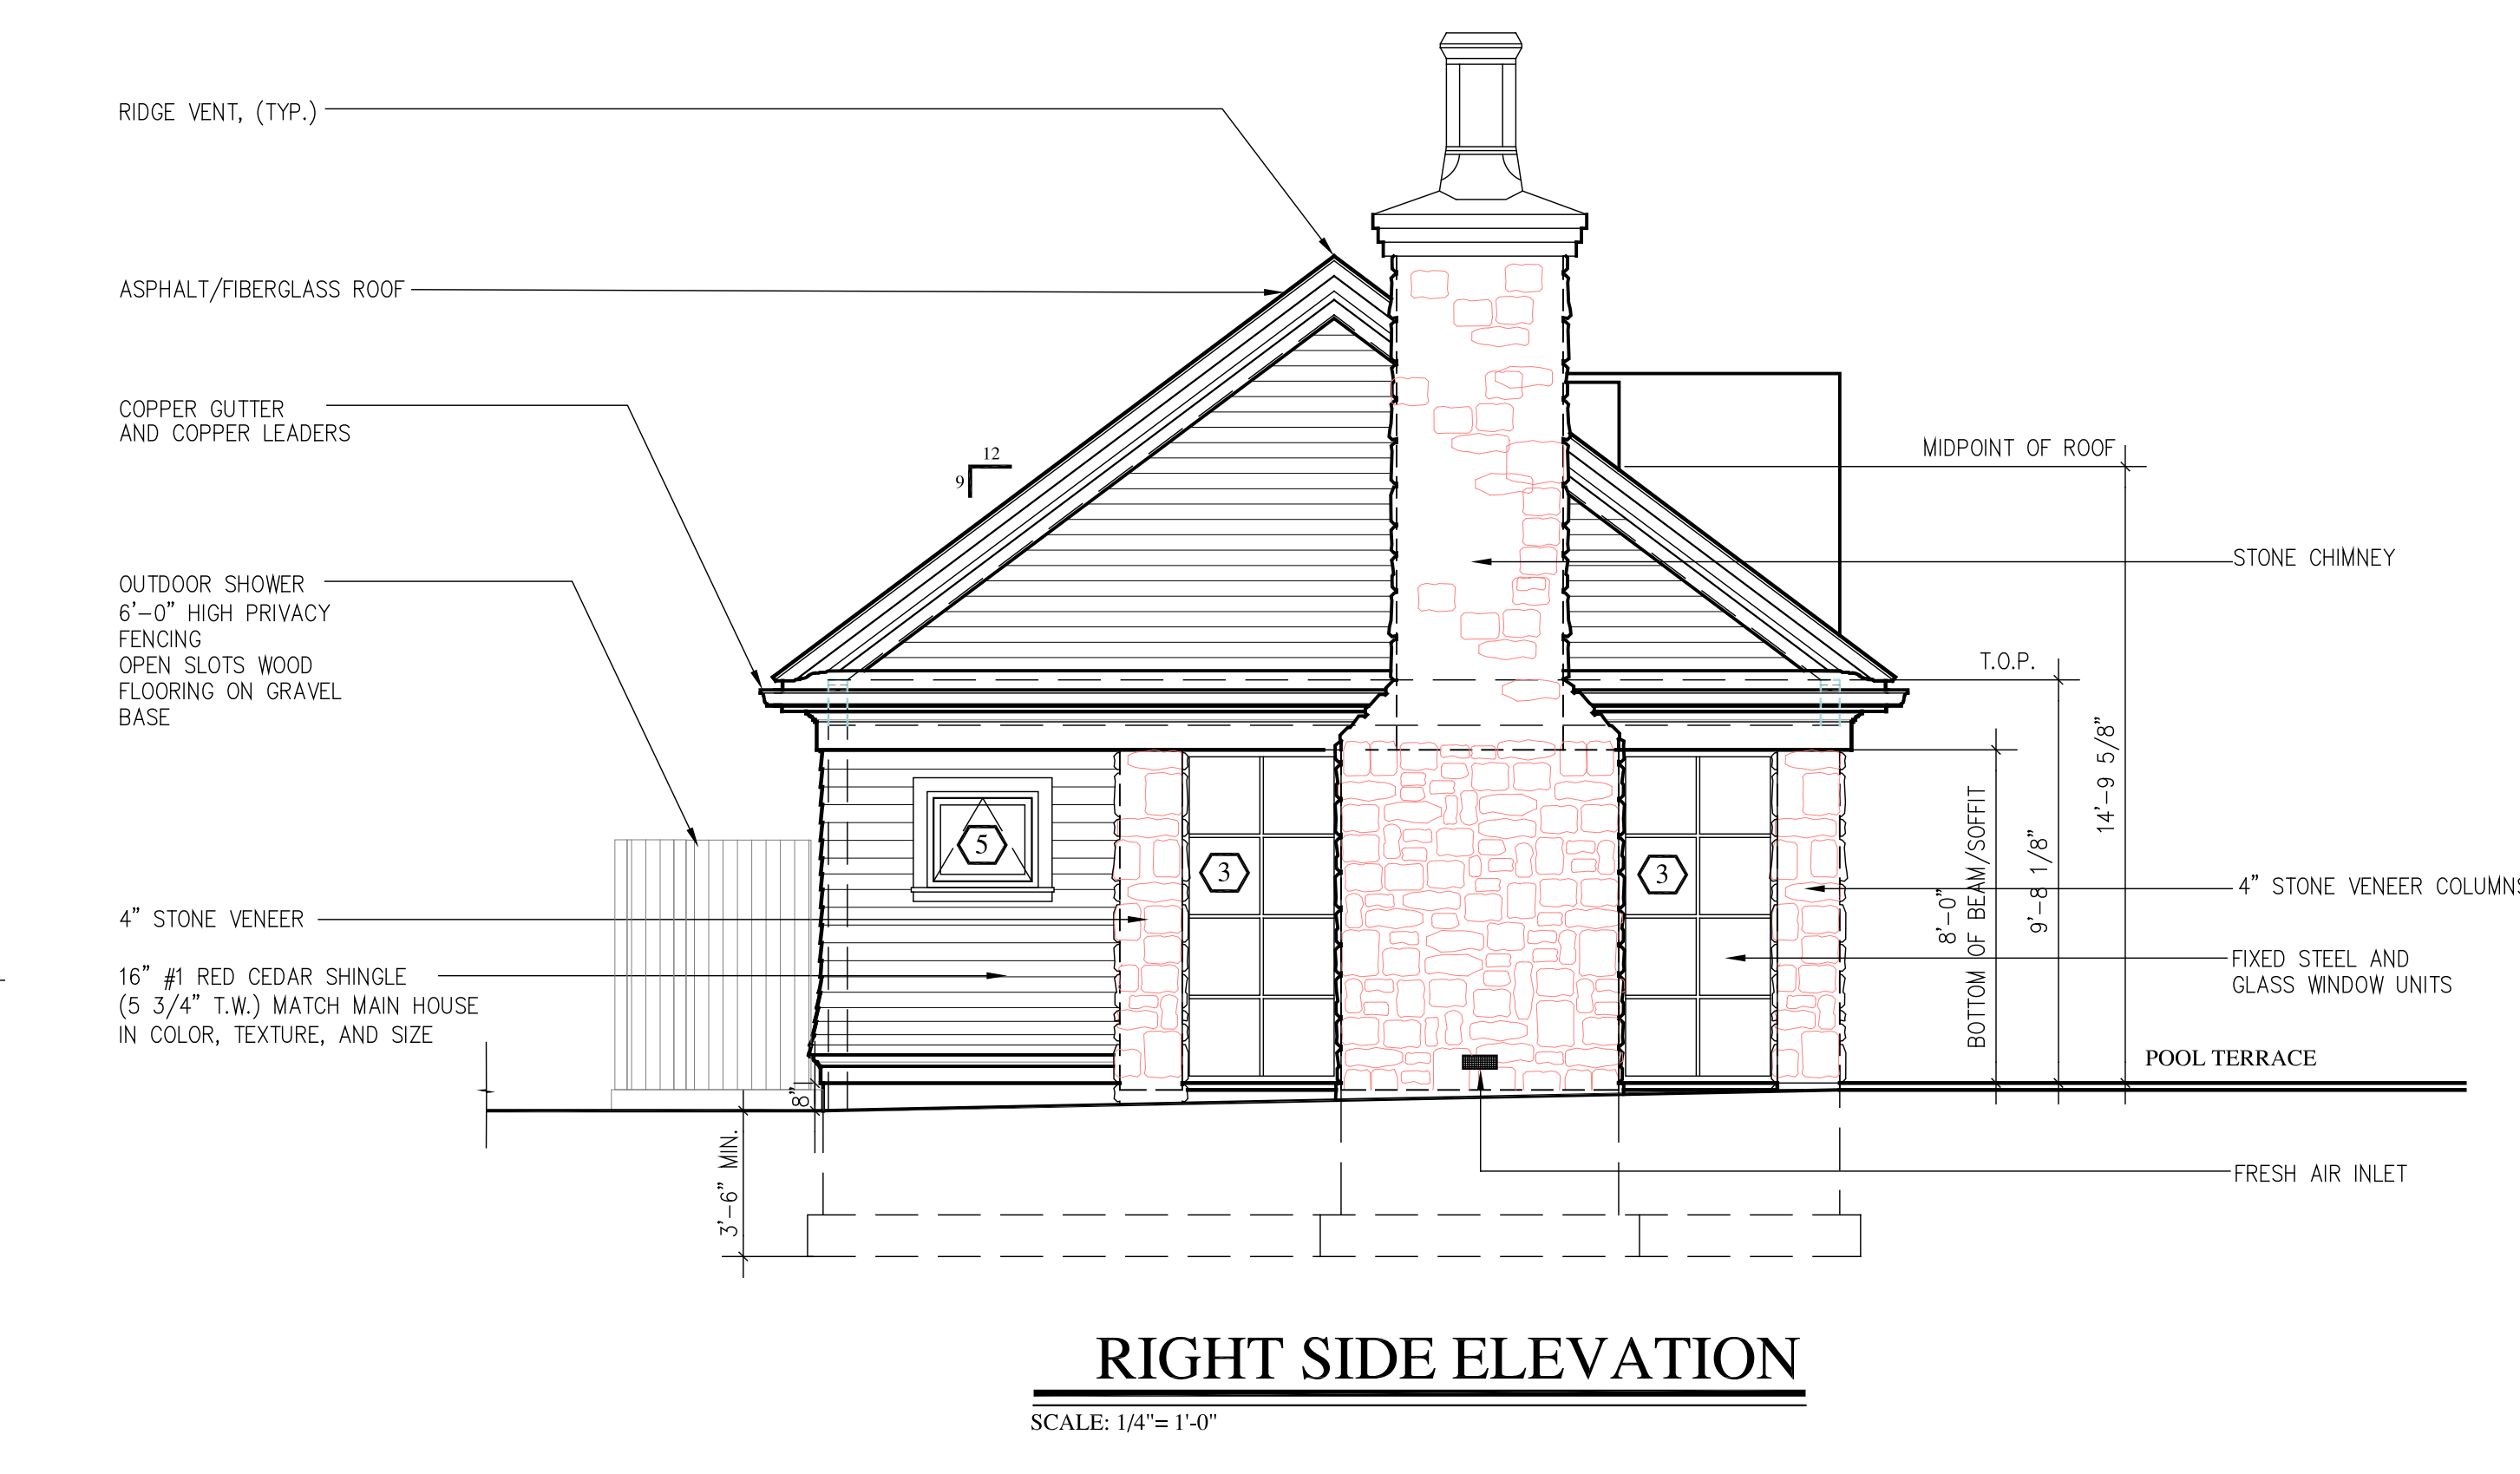 RIDGE VENT, (TYP.)
ASPHALT/FIBERGLASS ROOF
COPPER GUTTER
AND COPPER LEADERS
12
9
MIDPOINT OF ROOF
STONE CHIMNEY
OUTDOOR SHOWER
6'-0" HIGH PRIVACY
FENCING
OPEN SLOTS WOOD
FLOORING ON GRAVEL
BASE
T.O.P.
14'-9 5/8"
9'-8 1/8"
8'-0"
BOTTOM OF BEAM/SOFFIT
5
3
3
4" STONE VENEER
4" STONE VENEER COLUMNS
16" #1 RED CEDAR SHINGLE
(5 3/4" T.W.) MATCH MAIN HOUSE
IN COLOR, TEXTURE, AND SIZE
FIXED STEEL AND
GLASS WINDOW UNITS
POOL TERRACE
8"
3'-6" MIN.
FRESH AIR INLET
RIGHT SIDE ELEVATION
SCALE: 1/4"= 1'-0"